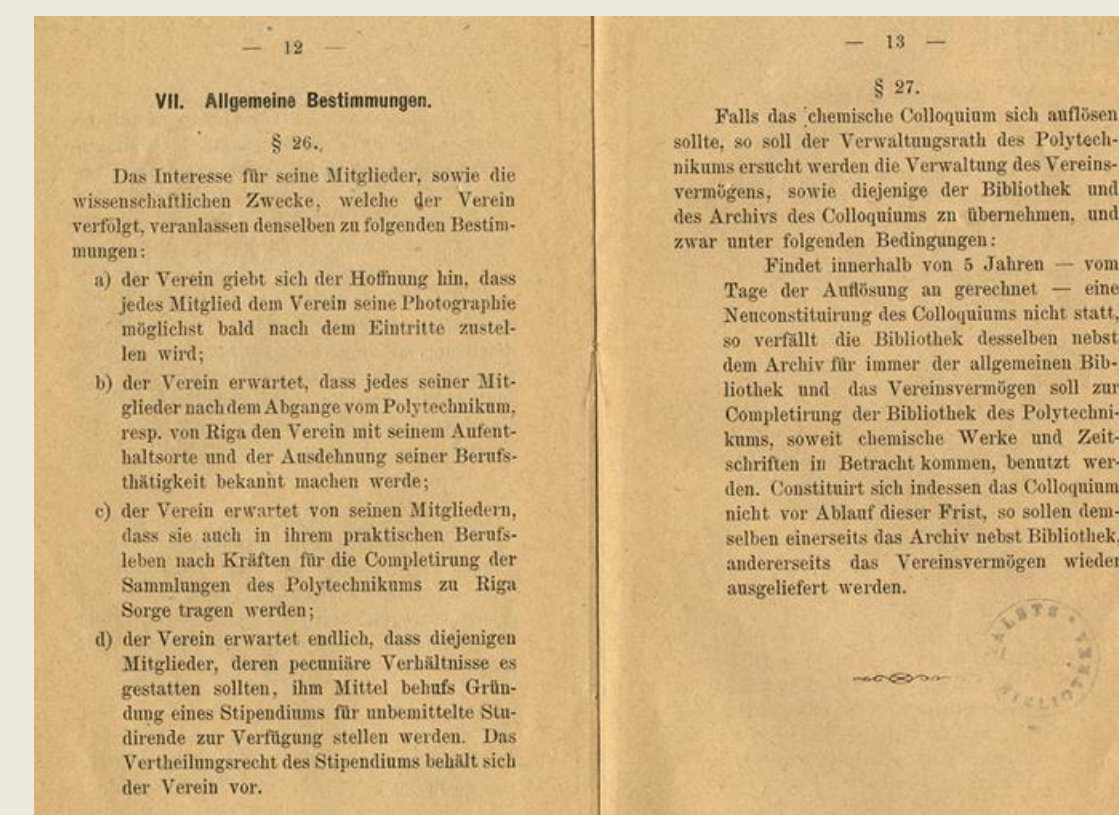 — 12 —
VII. Allgemeine Bestimmungen.
§ 26.
Das Interesse für seine Mitglieder, sowie die
wissenschaftlichen Zwecke, welche der Verein
verfolgt, veranlassen denselben zu folgenden Bestim-
mungen:
a) der Verein giebt sich der Hoffnung hin, dass
jedes Mitglied dem Verein seine Photographie
möglichst bald nach dem Eintritte zustel-
len wird;
b) der Verein erwartet, dass jedes seiner Mit-
glieder nach dem Abgange vom Polytechnikum,
resp. von Riga den Verein mit seinem Aufent-
haltsorte und der Ausdehnung seiner Berufs-
thätigkeit bekannt machen werde;
c) der Verein erwartet von seinen Mitgliedern,
dass sie auch in ihrem praktischen Berufs-
leben nach Kräften für die Completirung der
Sammlungen des Polytechnikums zu Riga
Sorge tragen werden;
d) der Verein erwartet endlich, dass diejenigen
Mitglieder, deren pecuniäre Verhältnisse es
gestatten sollten, ihm Mittel behufs Grün-
dung eines Stipendiums für unbemittelte Stu-
dirende zur Verfügung stellen werden. Das
Vertheilungsrecht des Stipendiums behält sich
der Verein vor.
— 13 —
§ 27.
Falls das chemische Colloquium sich auflösen
sollte, so soll der Verwaltungsrath des Polytech-
nikums ersucht werden die Verwaltung des Vereins-
vermögens, sowie diejenige der Bibliothek und
des Archivs des Colloquiums zn übernehmen, und
zwar unter folgenden Bedingungen:
Findet innerhalb von 5 Jahren — vom
Tage der Auflösung an gerechnet — eine
Neuconstituirung des Colloquiums nicht statt,
so verfällt die Bibliothek desselben nebst
dem Archiv für immer der allgemeinen Bib-
liothek und das Vereinsvermögen soll zur
Completirung der Bibliothek des Polytechni-
kums, soweit chemische Werke und Zeit-
schriften in Betracht kommen, benutzt wer-
den. Constituirt sich indessen das Colloquium
nicht vor Ablauf dieser Frist, so sollen dem-
selben einerseits das Archiv nebst Bibliothek,
andererseits das Vereinsvermögen wieder
ausgeliefert werden.